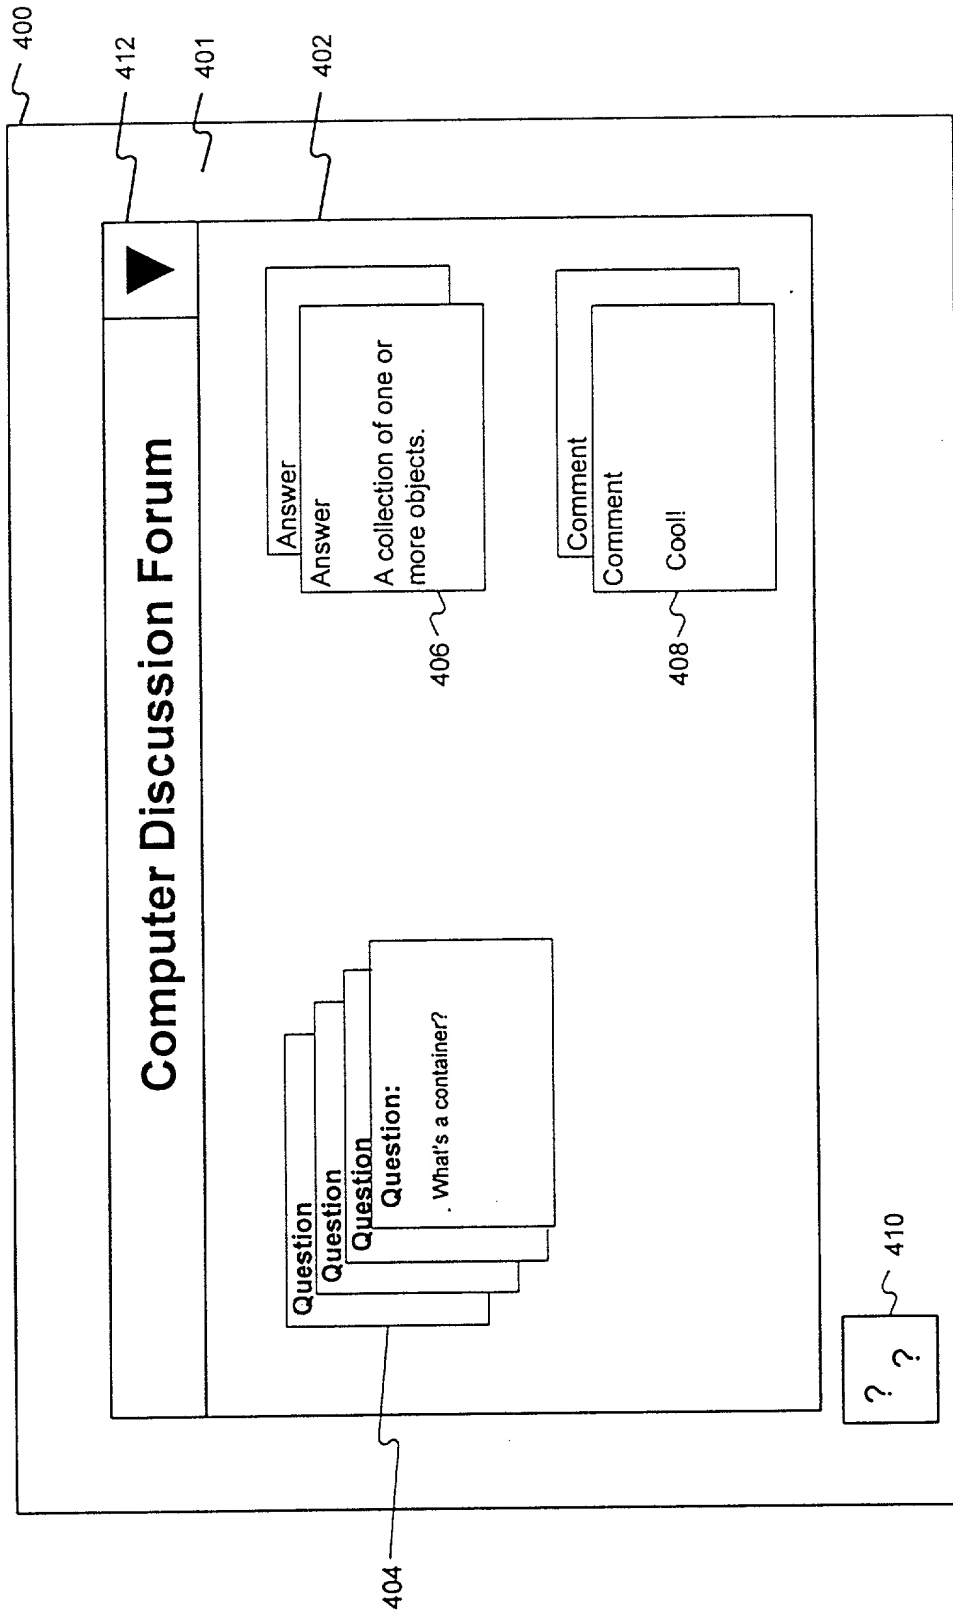 400
412
401
402
Computer Discussion Forum
Question
Question
Question
Question:
What's a container?
404
Answer
Answer
A collection of one or
more objects.
406
Comment
Comment
Cool!
408
? ?
410